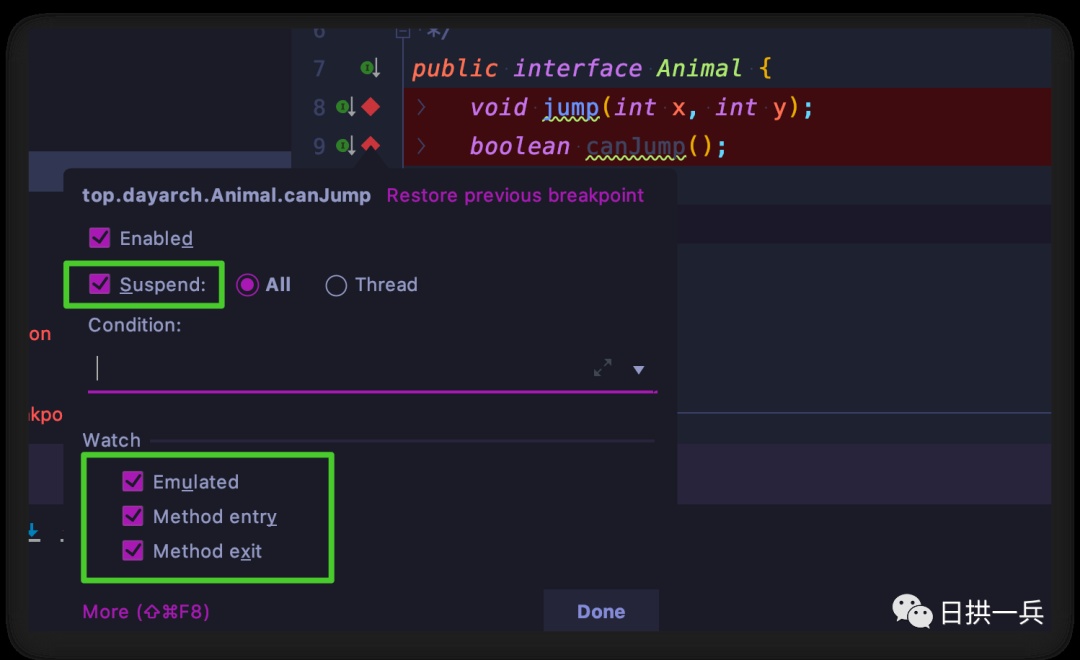 6 */
7 public interface Animal {
8 void jump(int x, int y);
9 boolean canJump();
top.dayarch.Animal.canJump Restore previous breakpoint
Enabled
Suspend: All Thread
on
Condition:
kpo
Watch
Emulated
Method entry
Method exit
More (⇧⌘F8) Done
日拱一兵